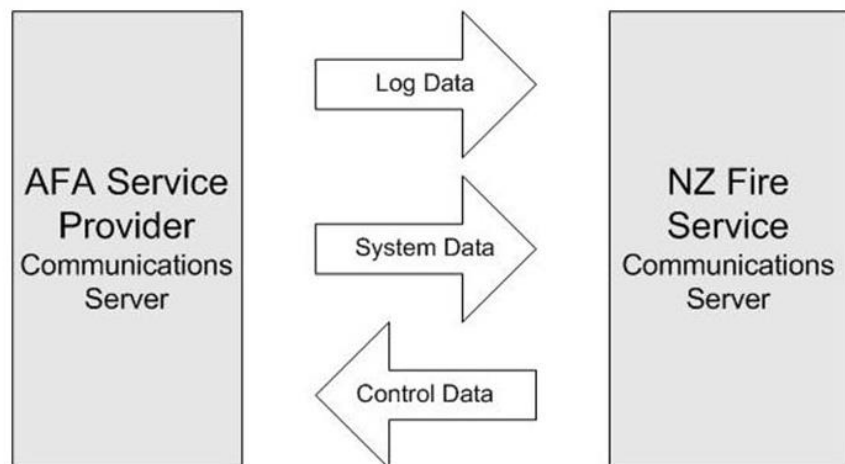 AFA Service
Provider
Communications
Server
Log Data
System Data
Control Data
NZ Fire
Service
Communications
Server